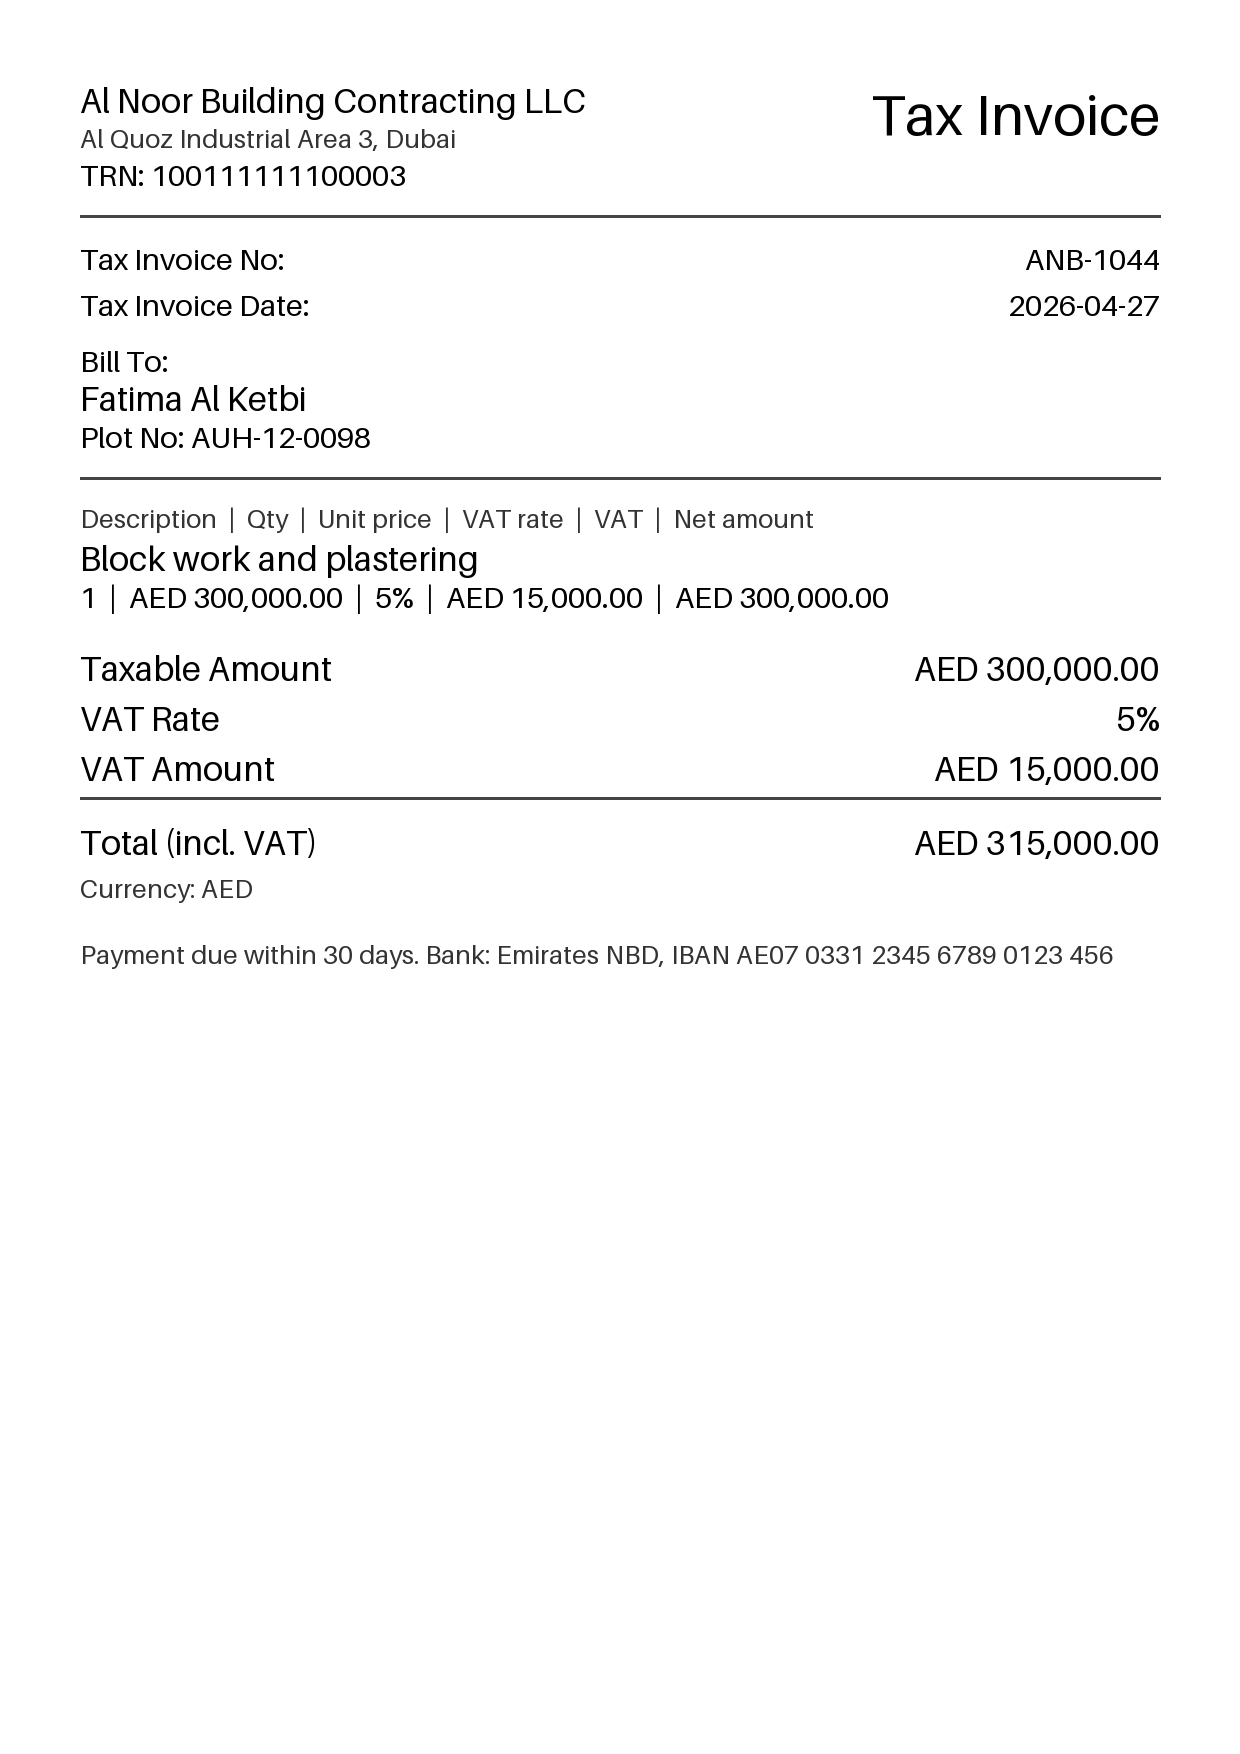 Al Noor Building Contracting LLC
Tax Invoice
Al Quoz Industrial Area 3, Dubai
TRN: 100111111100003
Tax Invoice No: ANB-1044
Tax Invoice Date: 2026-04-27
Bill To:
Fatima Al Ketbi
Plot No: AUH-12-0098
Description | Qty | Unit price | VAT rate | VAT | Net amount
Block work and plastering
1 | AED 300,000.00 | 5% | AED 15,000.00 | AED 300,000.00
Taxable Amount AED 300,000.00
VAT Rate 5%
VAT Amount AED 15,000.00
Total (incl. VAT) AED 315,000.00
Currency: AED
Payment due within 30 days. Bank: Emirates NBD, IBAN AE07 0331 2345 6789 0123 456